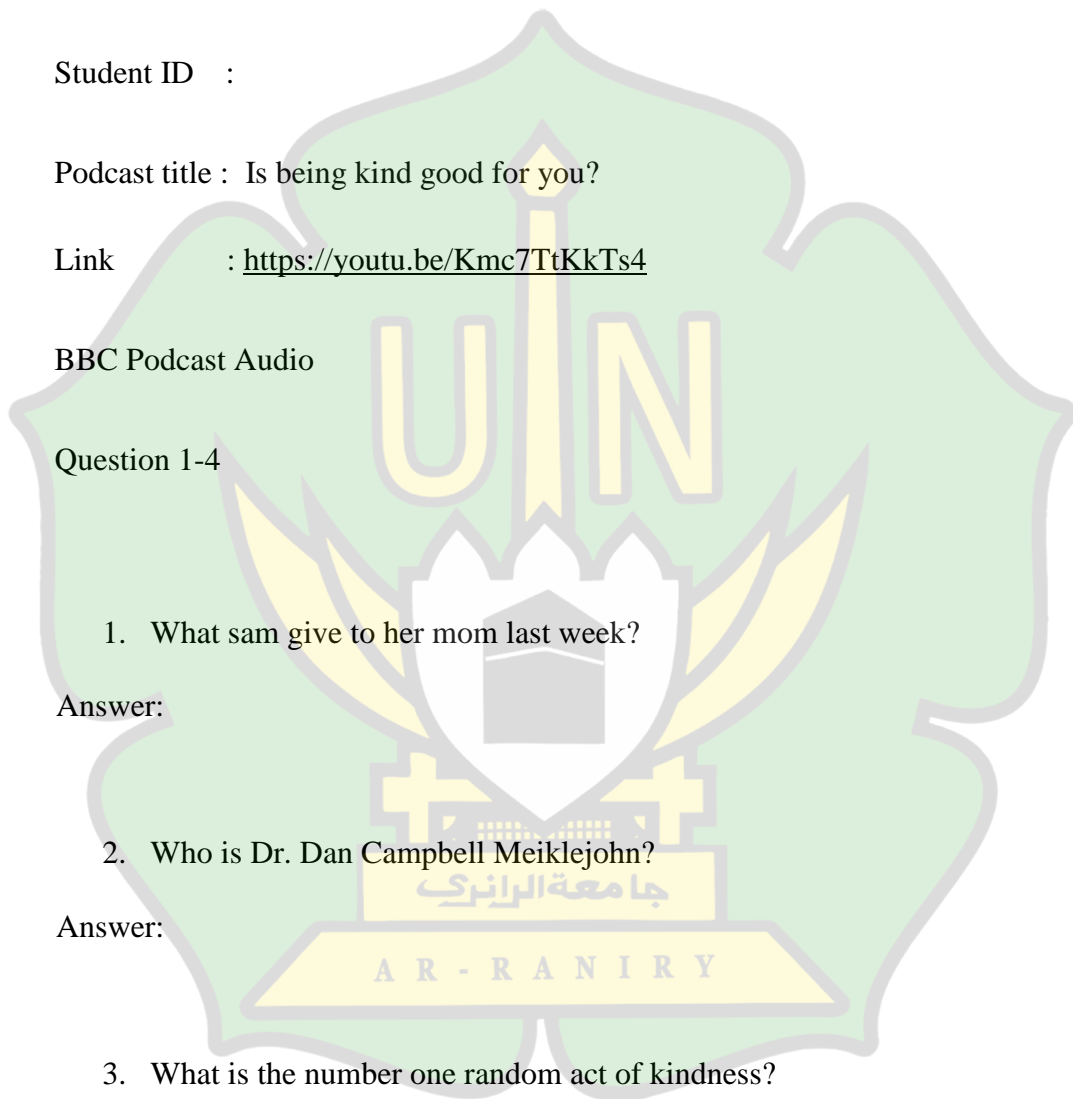 Student ID :
Podcast title : Is being kind good for you?
Link : https://youtu.be/Kmc7TtKkTs4
BBC Podcast Audio
UIN
Question 1-4
1. What sam give to her mom last week?
Answer:
2. Who is Dr. Dan Campbell Meiklejohn?
جامعةالرانري
Answer:
AR-RANIRY
3. What is the number one random act of kindness?